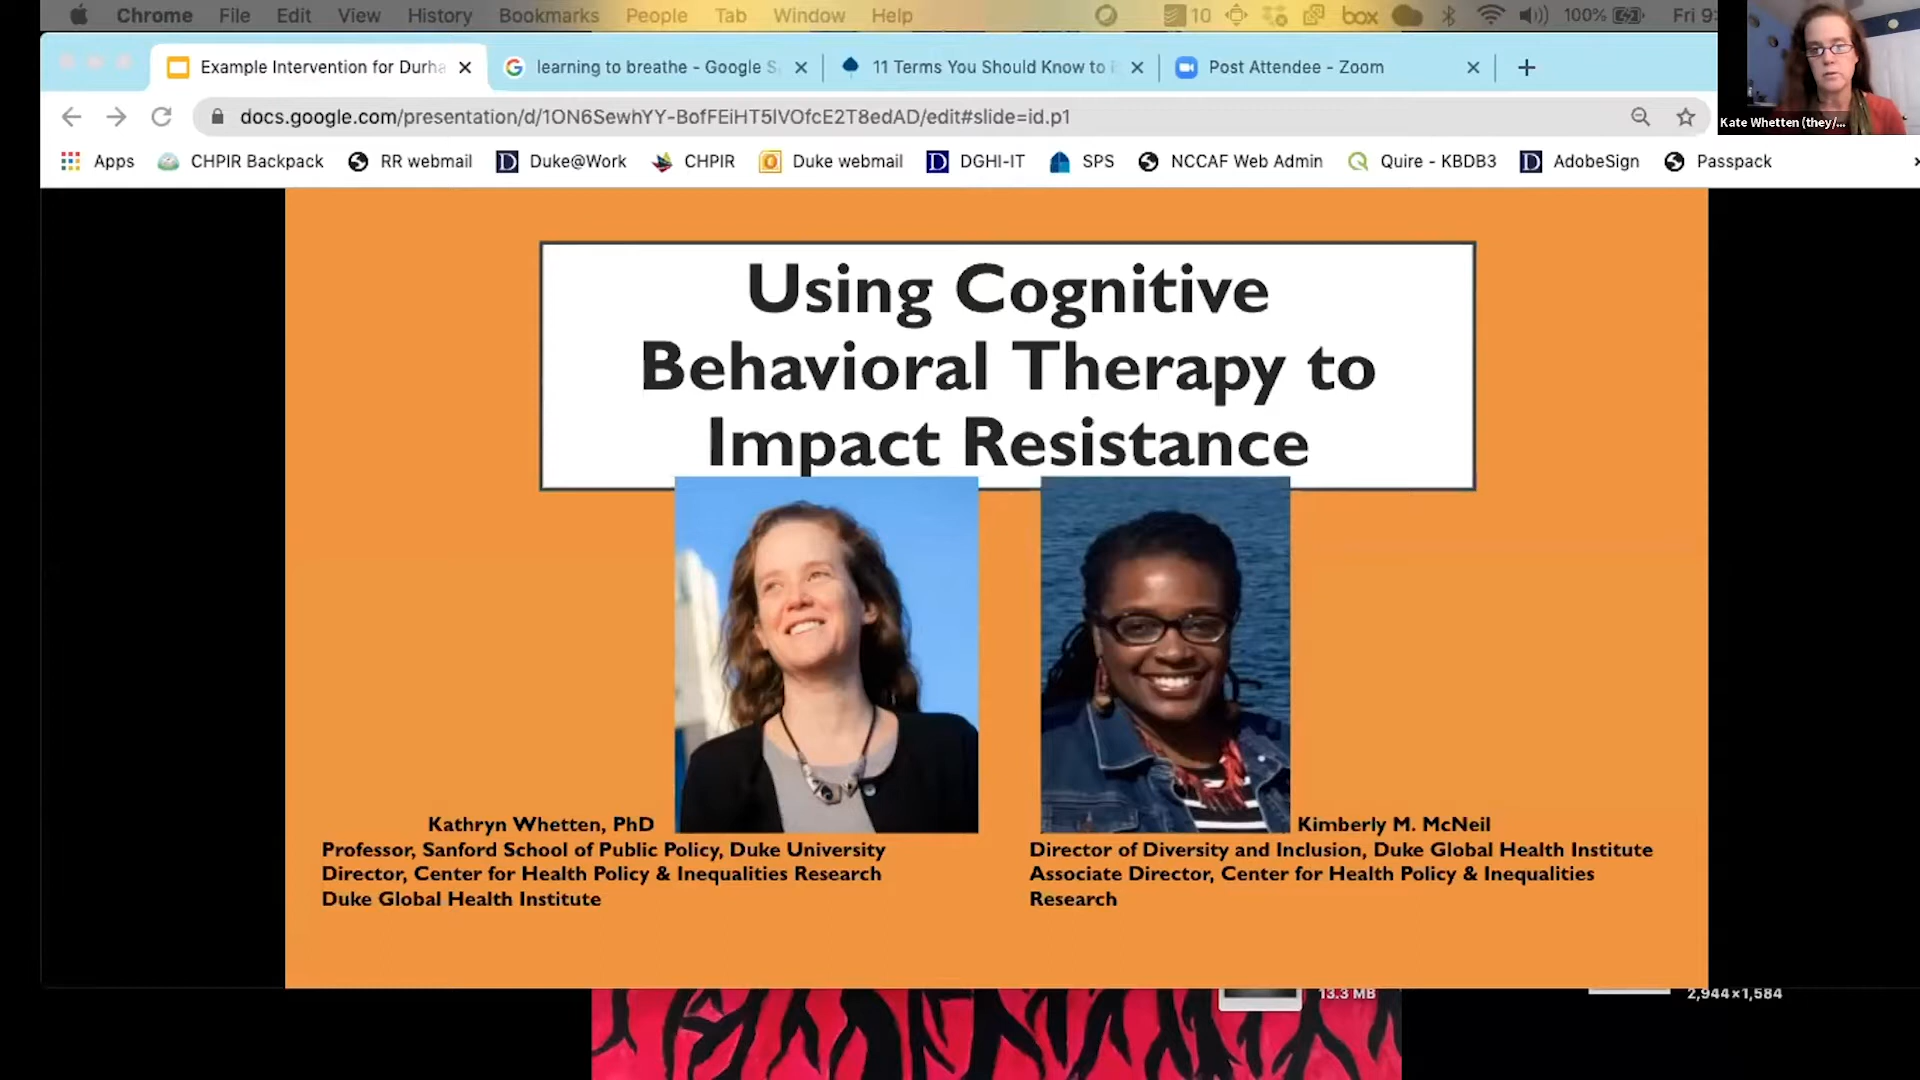 Chrome File Edit View History Bookmarks People Tab Window Help 10 box 100% Fri 9:
Example Intervention for Durha learning to breathe - Google S 11 Terms You Should Know to Post Attendee - Zoom
docs.google.com/presentation/d/1ON6SewhYY-BofFEiHT5lVOfcE2T8edAD/edit#slide=id.p1
Kate Whetten (they/...
Apps CHPIR Backpack RR webmail Duke@Work CHPIR Duke webmail DGHI-IT SPS NCCAF Web Admin Quire - KBDB3 AdobeSign Passpack
Using Cognitive
Behavioral Therapy to
Impact Resistance
Kathryn Whetten, PhD
Professor, Sanford School of Public Policy, Duke University
Director, Center for Health Policy & Inequalities Research
Duke Global Health Institute
Kimberly M. McNeil
Director of Diversity and Inclusion, Duke Global Health Institute
Associate Director, Center for Health Policy & Inequalities
Research
13.3 MB
2,944×1,584